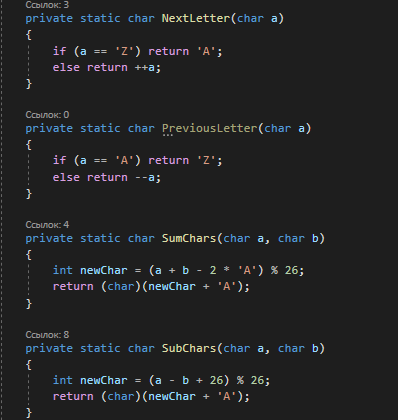 Ссылок: 3
private static char NextLetter(char a)
{
if (a == 'Z') return 'A';
else return ++a;
}
Ссылок: 0
private static char PreviousLetter(char a)
{
if (a == 'A') return 'Z';
else return --a;
}
Ссылок: 4
private static char SumChars(char a, char b)
{
int newChar = (a + b - 2 * 'A') % 26;
return (char)(newChar + 'A');
}
Ссылок: 8
private static char SubChars(char a, char b)
{
int newChar = (a - b + 26) % 26;
return (char)(newChar + 'A');
}